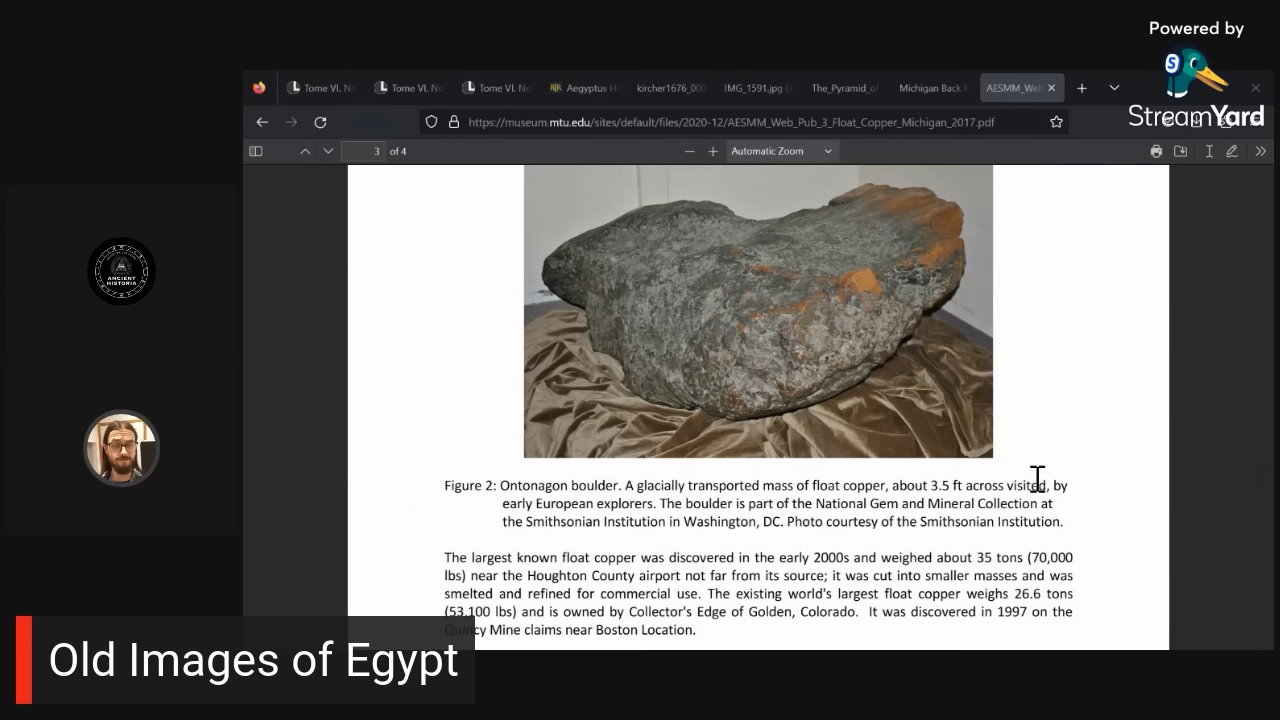 Powered by
StreamYard
Tome VI. No
Tome VI. No
Tome VI. No
Aegyptus H
kircher1676_000
IMG_1591.jpg (
The_Pyramid_of
Michigan Back R
AESMM_Web
https://museum.mtu.edu/sites/default/files/2020-12/AESMM_Web_Pub_3_Float_Copper_Michigan_2017.pdf
3 of 4
Automatic Zoom
ANCIENT
HISTORIA
Figure 2: Ontonagon boulder. A glacially transported mass of float copper, about 3.5 ft across visited, by
early European explorers. The boulder is part of the National Gem and Mineral Collection at
the Smithsonian Institution in Washington, DC. Photo courtesy of the Smithsonian Institution.
The largest known float copper was discovered in the early 2000s and weighed about 35 tons (70,000
lbs) near the Houghton County airport not far from its source; it was cut into smaller masses and was
smelted and refined for commercial use. The existing world's largest float copper weighs 26.6 tons
(53,100 lbs) and is owned by Collector's Edge of Golden, Colorado. It was discovered in 1997 on the
Quincy Mine claims near Boston Location.
Old Images of Egypt